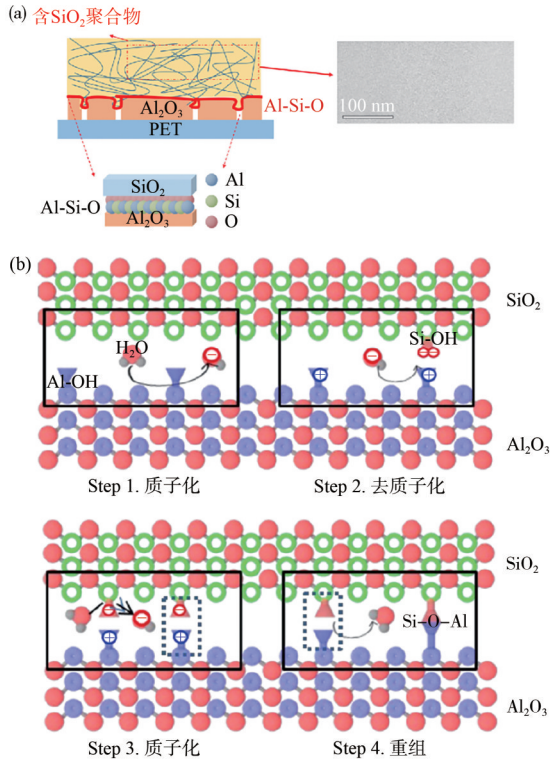 (a)
含SiO₂聚合物
Al₂O₃
Al-Si-O
PET
100 nm
SiO₂
Al-Si-O
Al₂O₃
Al
Si
O
(b)
SiO₂
H₂O
Si-OH
Al-OH
Al₂O₃
Step 1. 质子化
Step 2. 去质子化
SiO₂
Si-O-Al
Al₂O₃
Step 3. 质子化
Step 4. 重组